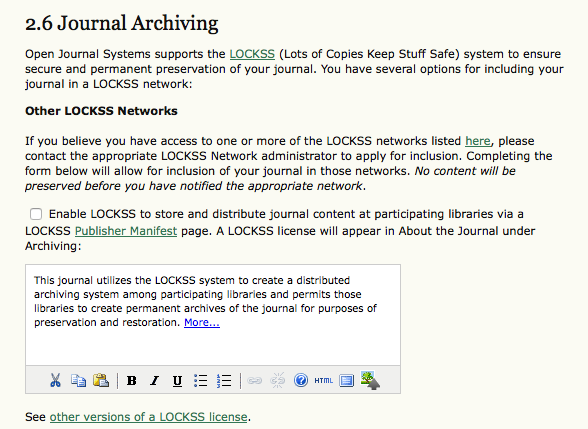 2.6 Journal Archiving
Open Journal Systems supports the LOCKSS (Lots of Copies Keep Stuff Safe) system to ensure
secure and permanent preservation of your journal. You have several options for including your
journal in a LOCKSS network:
Other LOCKSS Networks
If you believe you have access to one or more of the LOCKSS networks listed here, please
contact the appropriate LOCKSS Network administrator to apply for inclusion. Completing the
form below will allow for inclusion of your journal in those networks. No content will be
preserved before you have notified the appropriate network.
Enable LOCKSS to store and distribute journal content at participating libraries via a
LOCKSS Publisher Manifest page. A LOCKSS license will appear in About the Journal under
Archiving:
This journal utilizes the LOCKSS system to create a distributed
archiving system among participating libraries and permits those
libraries to create permanent archives of the journal for purposes of
preservation and restoration. More...
B I U HTML
See other versions of a LOCKSS license.